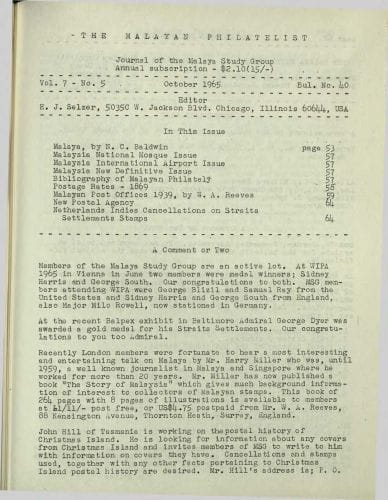 THE MALAYAN PHILATELIST
Journal of the Malaya Study Group
Annual subscription - $2.10(15/-)
Vol. 7 - No. 5 October 1965 Bul. No. 40
Editor
H. J. Selzer, 5035C W. Jackson Blvd. Chicago, Illinois 60644, USA
In This Issue
Malaya, by N. C. Baldwin page 53
Malaysia National Mosque Issue 57
Malaysia International Airport Issue 57
Malaysia New Definitive Issue 57
Bibliography of Malayan Philately 57
Postage Rates - 1869 58
Malayan Post Offices 1939, by W. A. Reeves 59
New Postal Agency 64
Netherlands Indies Cancellations on Straits
Settlements Stamps 64
A Comment or Two
Members of the Malaya Study Group are an active lot. At WIPA
1965 in Vienna in June two members were medal winners; Sidney
Harris and George South. Our congratulations to both. MSG mem-
bers attending WIPA were George Blizil and Samuel Ray from the
United States and Sidney Harris and George South from England,
also Major Milo Rowell, now stationed in Germany.
At the recent Balpex exhibit in Baltimore Admiral George Dyer was
awarded a gold medal for his Straits Settlements. Our congratu-
lations to you too Admiral.
Recently London members were fortunate to hear a most interesting
and entertaining talk on Malaya by Mr. Harry Miller who was, until
1959, a well known journalist in Malaya and Singapore where he
worked for more than 20 years. Mr. Miller has now published a
book "The Story of Malaysia" which gives much background informa-
tion of interest to collectors of Malayan stamps. This book of
264 pages with 8 pages of illustrations is available to members
at £1/11/- post free, or US$4.75 postpaid from Mr. W. A. Reeves,
88 Kensington Avenue, Thornton Heath, Surrey, England.
John Hill of Tasmania is working on the postal history of
Christmas Island. He is looking for information about any covers
from Christmas Island and invites members of MSG to write to him
with information on covers they have. Cancellations and stamps
used, together with any other facts pertaining to Christmas
Island postal history are desired. Mr. Hill's address is; P. O.